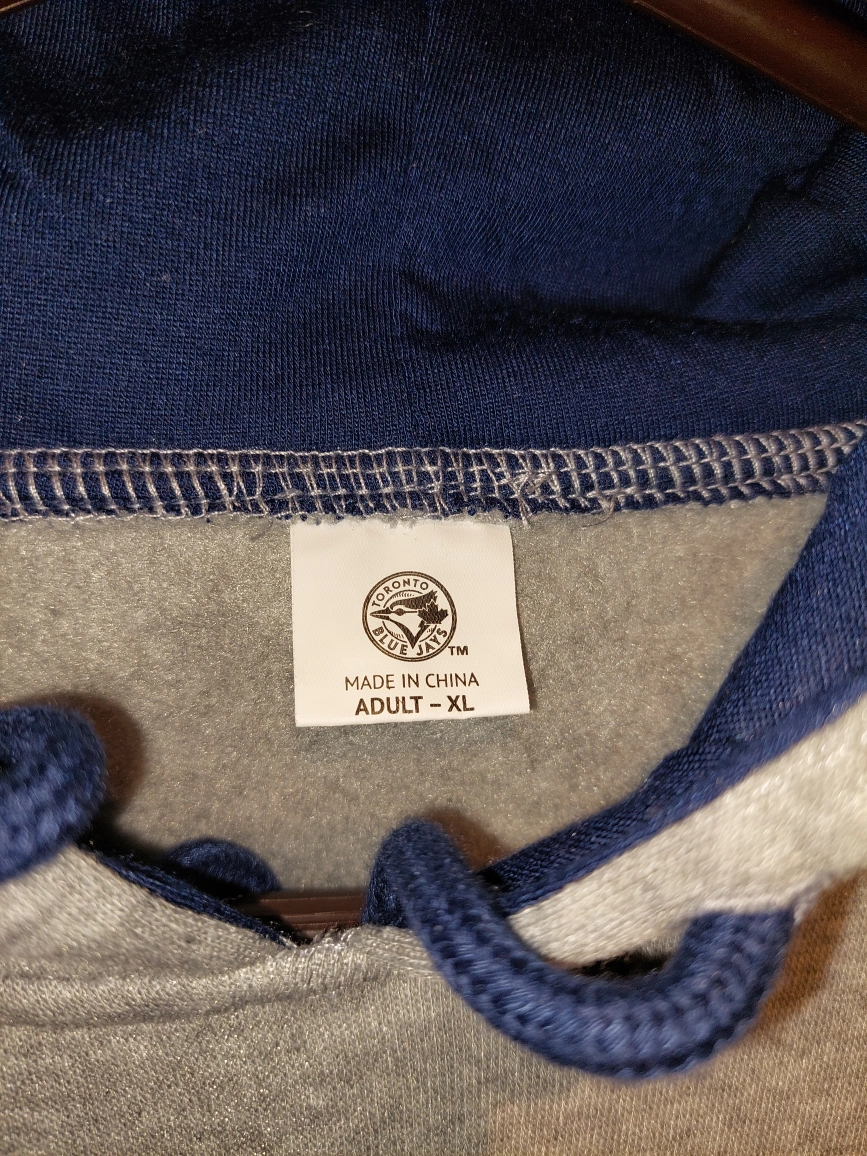 TORONTO
BLUE JAYS
TM
MADE IN CHINA
ADULT – XL